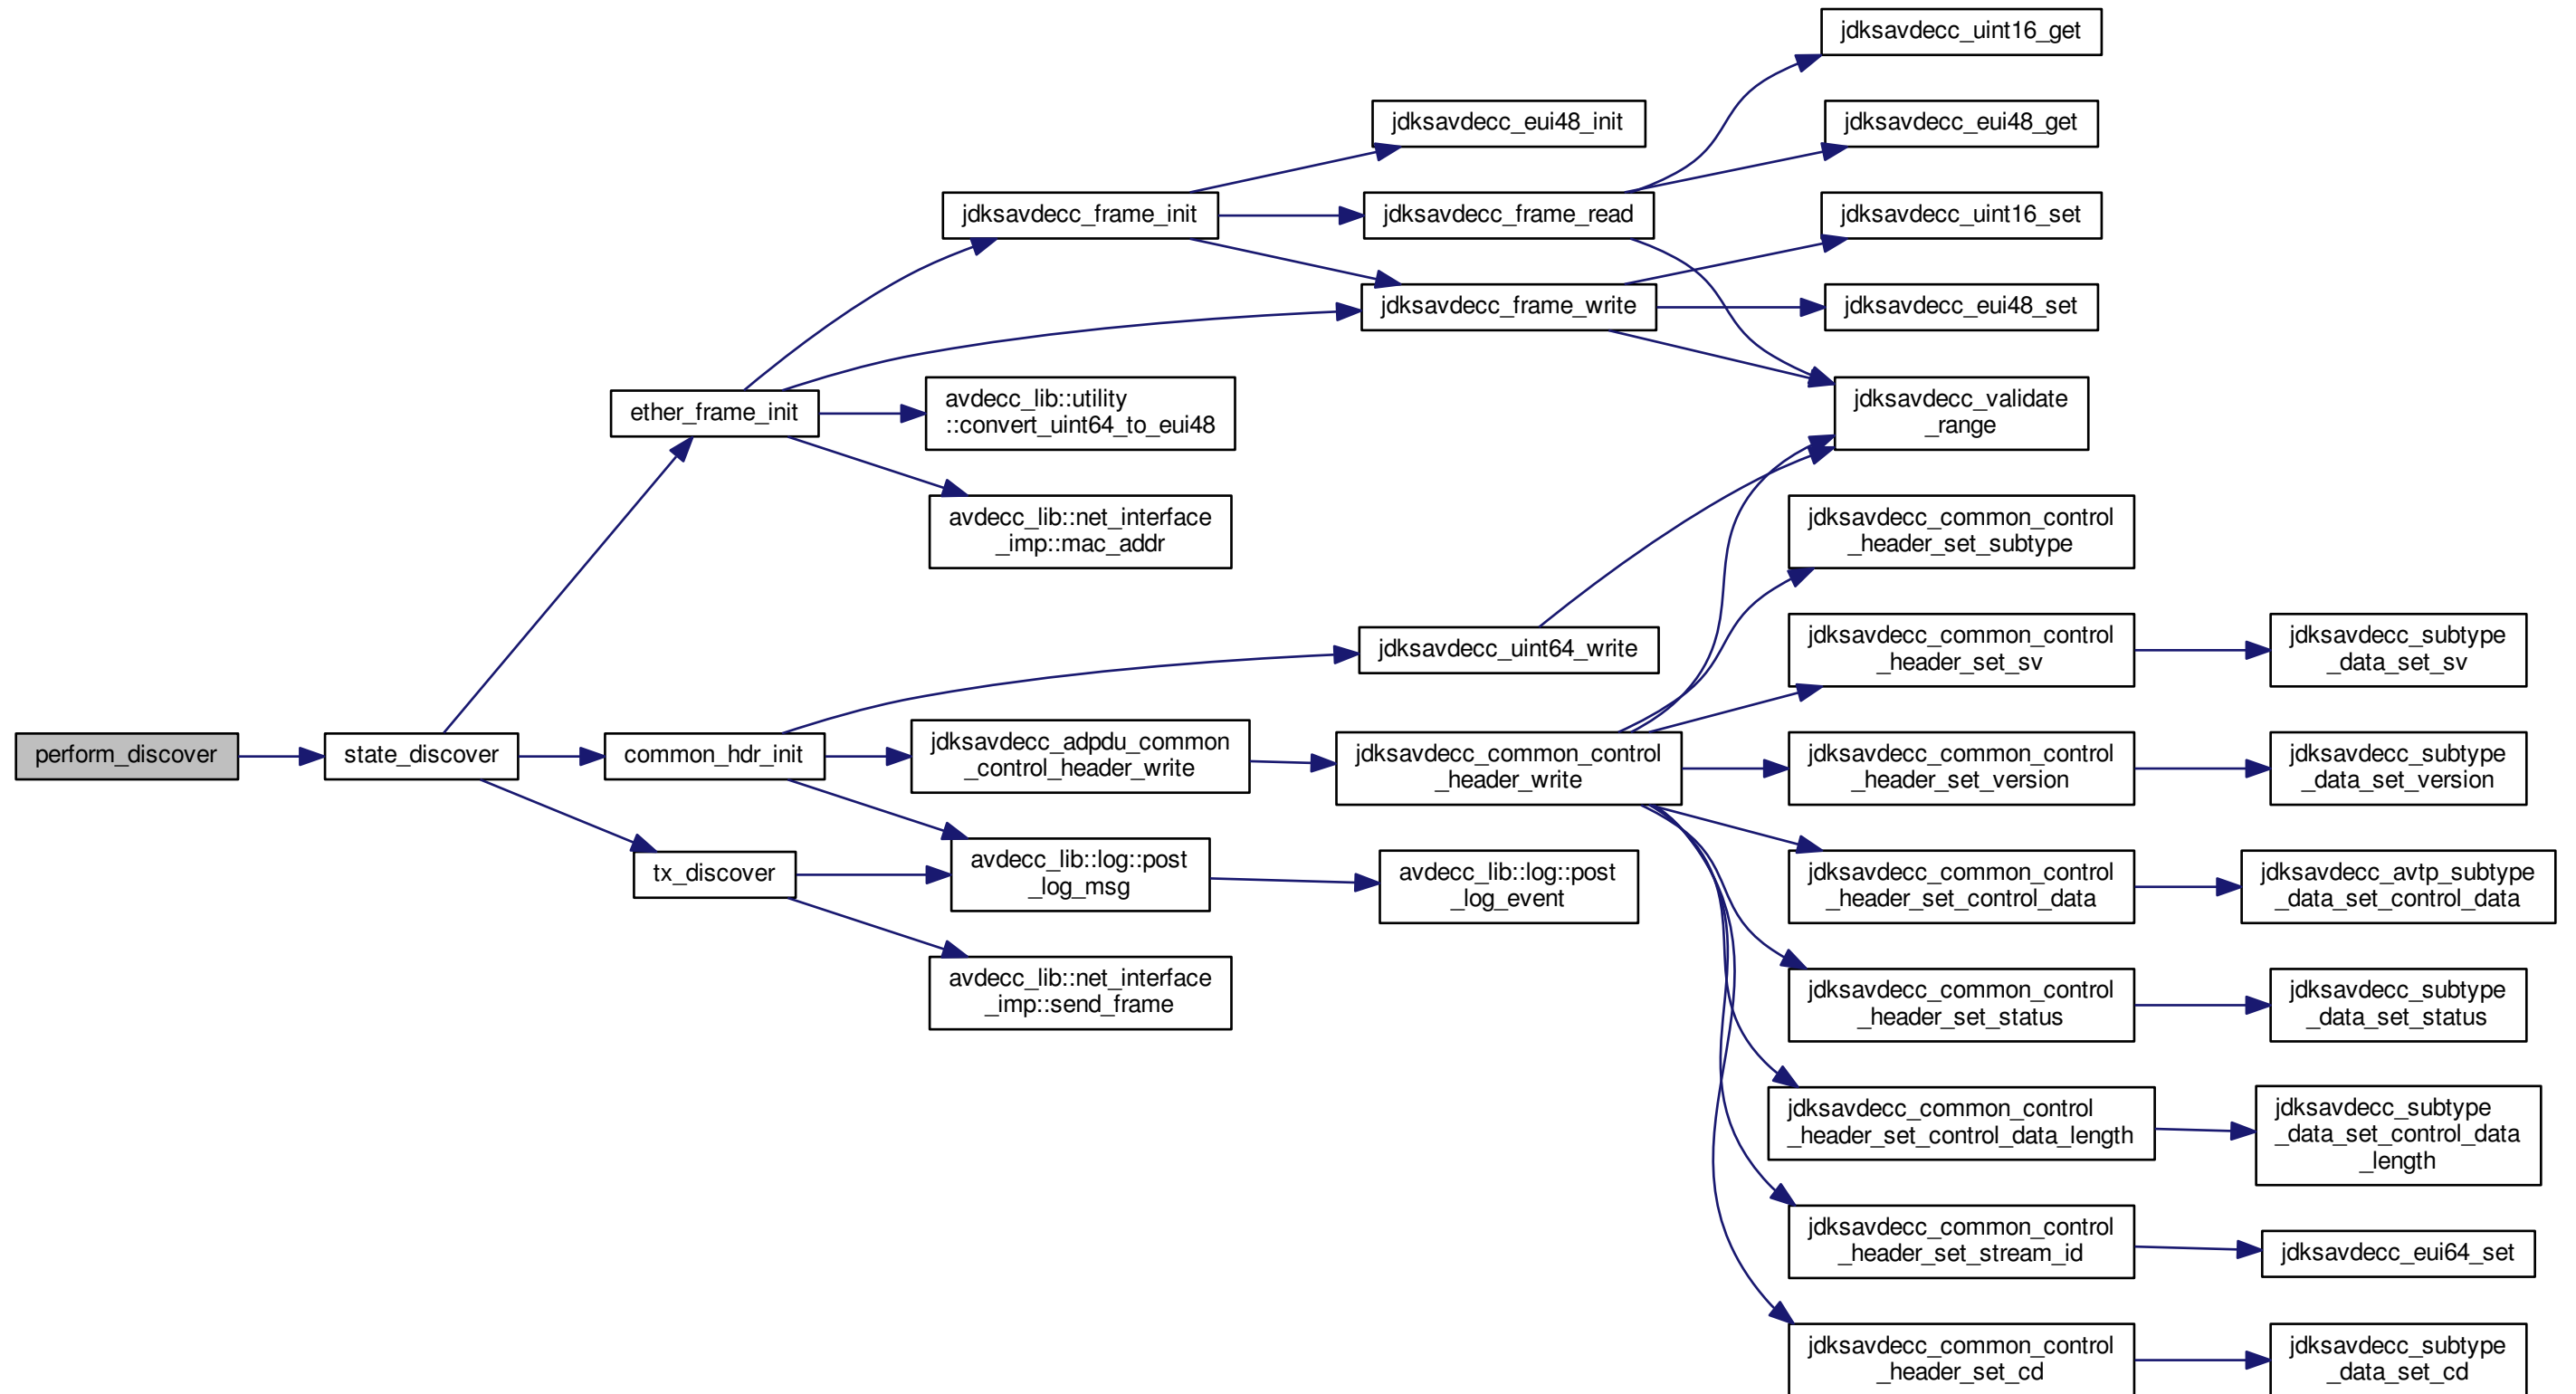 jdksavdecc_uint16_get
jdksavdecc_eui48_init
jdksavdecc_eui48_get
jdksavdecc_frame_init
jdksavdecc_frame_read
jdksavdecc_uint16_set
jdksavdecc_frame_write
jdksavdecc_eui48_set
ether_frame_init
avdecc_lib::utility
::convert_uint64_to_eui48
jdksavdecc_validate
_range
avdecc_lib::net_interface
_imp::mac_addr
jdksavdecc_common_control
_header_set_subtype
jdksavdecc_uint64_write
jdksavdecc_common_control
_header_set_sv
jdksavdecc_subtype
_data_set_sv
perform_discover
state_discover
common_hdr_init
jdksavdecc_adpdu_common
_control_header_write
jdksavdecc_common_control
_header_write
jdksavdecc_common_control
_header_set_version
jdksavdecc_subtype
_data_set_version
tx_discover
avdecc_lib::log::post
_log_msg
avdecc_lib::log::post
_log_event
jdksavdecc_common_control
_header_set_control_data
jdksavdecc_avtp_subtype
_data_set_control_data
avdecc_lib::net_interface
_imp::send_frame
jdksavdecc_common_control
_header_set_status
jdksavdecc_subtype
_data_set_status
jdksavdecc_common_control
_header_set_control_data_length
jdksavdecc_subtype
_data_set_control_data
_length
jdksavdecc_common_control
_header_set_stream_id
jdksavdecc_eui64_set
jdksavdecc_common_control
_header_set_cd
jdksavdecc_subtype
_data_set_cd